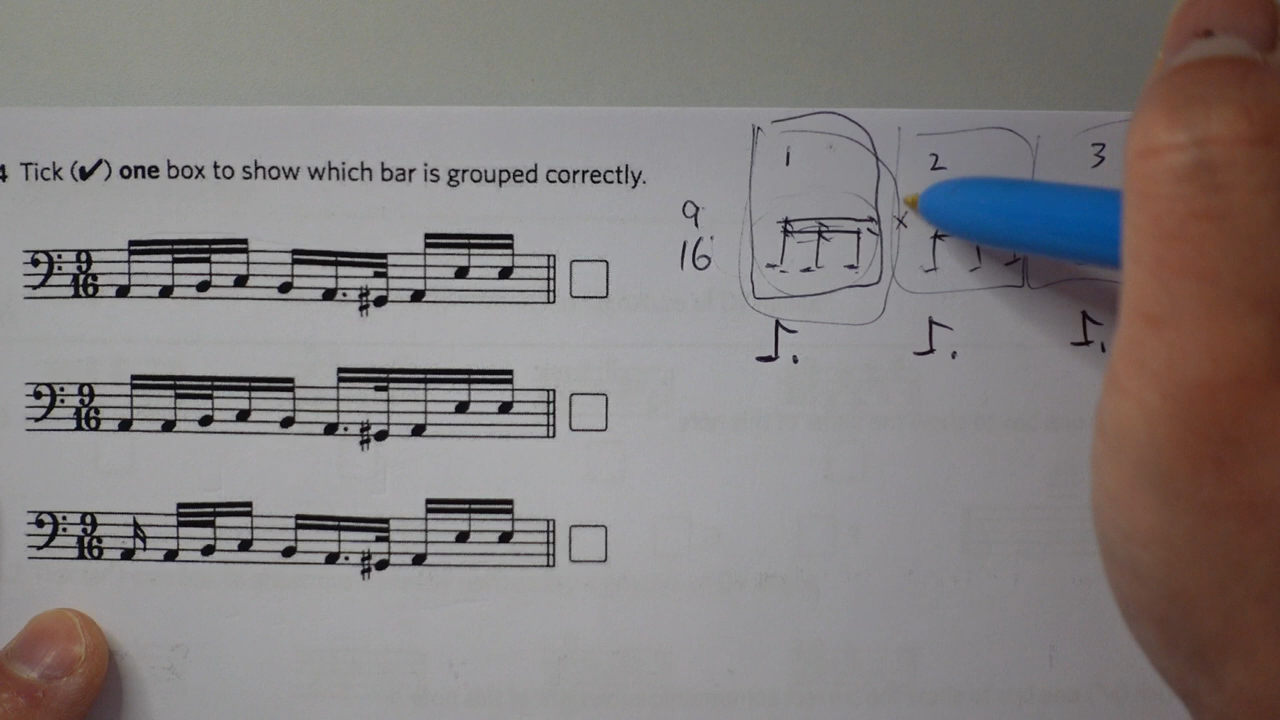 4 Tick (✔) one box to show which bar is grouped correctly.
9
16
9
16
9
16
9
16
1 2 3
x